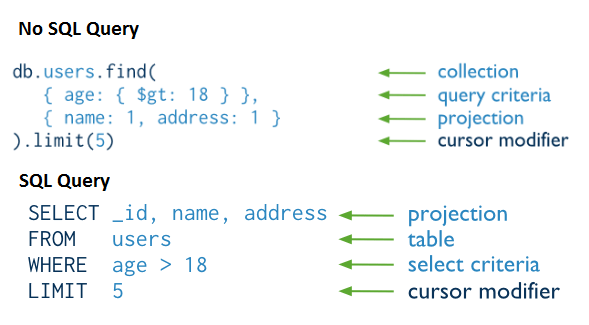 No SQL Query
db.users.find( collection
{ age: { $gt: 18 } }, query criteria
{ name: 1, address: 1 } projection
).limit(5) cursor modifier
SQL Query
SELECT _id, name, address projection
FROM users table
WHERE age > 18 select criteria
LIMIT 5 cursor modifier